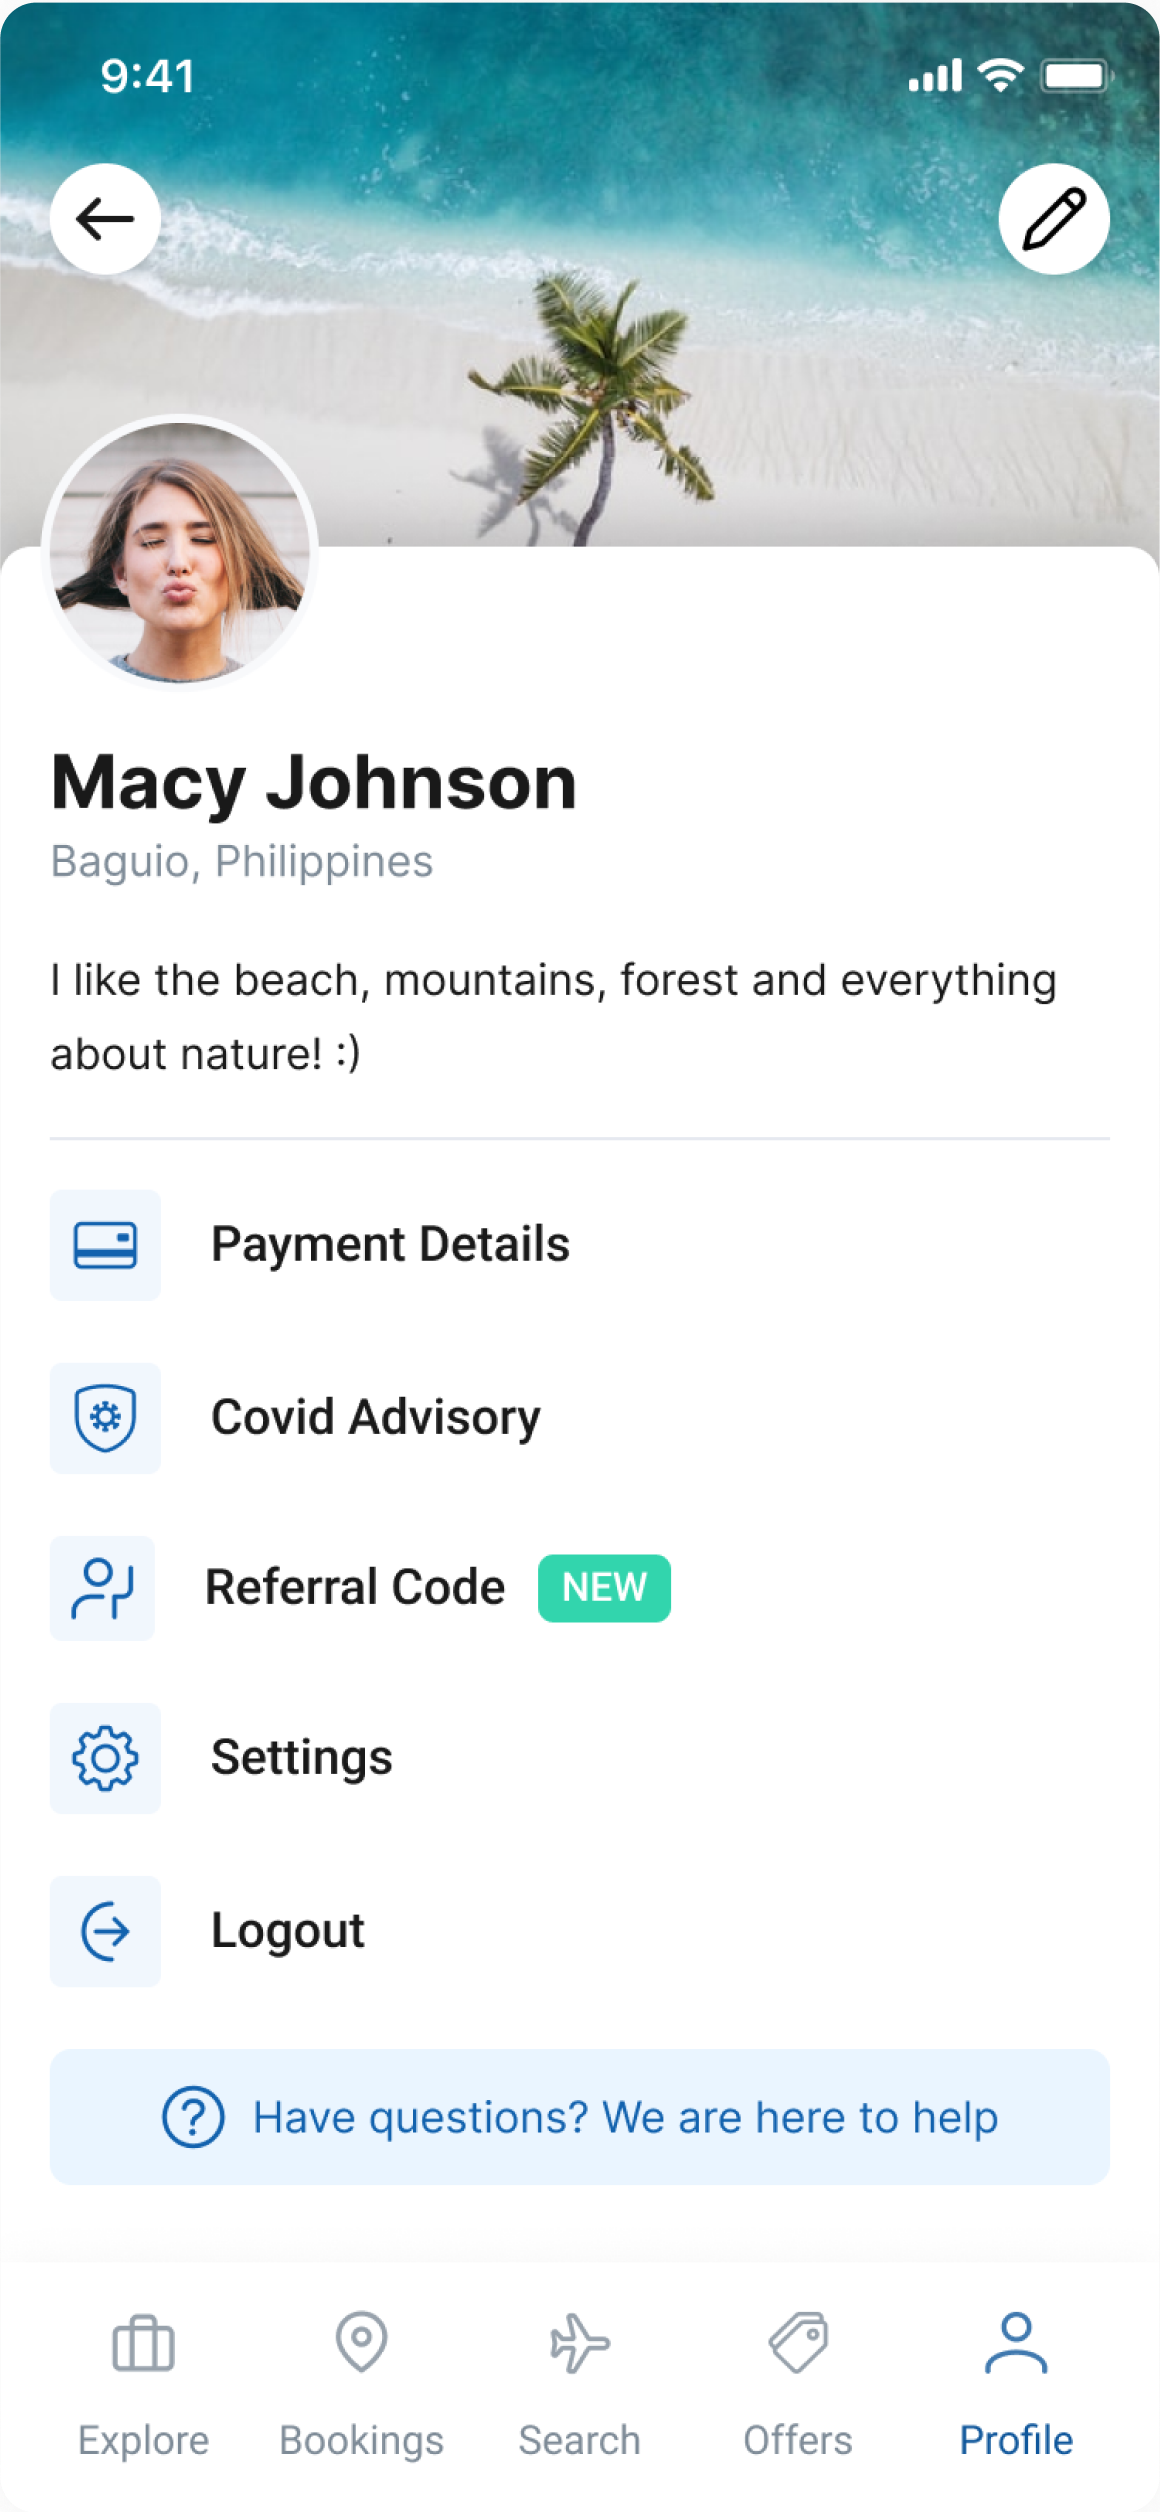 9:41
Macy Johnson
Baguio, Philippines
I like the beach, mountains, forest and everything
about nature! :)
Payment Details
Covid Advisory
Referral Code NEW
Settings
Logout
Have questions? We are here to help
Explore Bookings Search Offers Profile